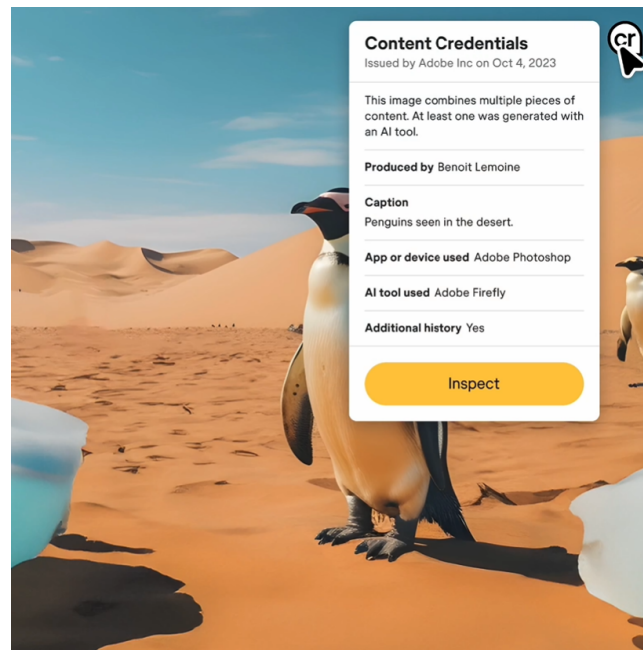 Content Credentials
Issued by Adobe Inc on Oct 4, 2023
cr
This image combines multiple pieces of
content. At least one was generated with
an AI tool.
Produced by Benoit Lemoine
Caption
Penguins seen in the desert.
App or device used Adobe Photoshop
AI tool used Adobe Firefly
Additional history Yes
Inspect